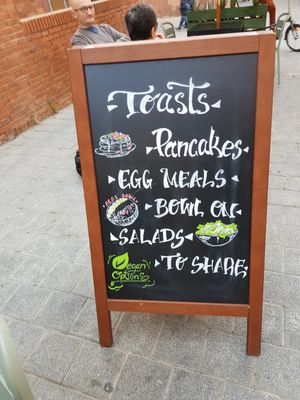 Toasts
Pancakes
EGG MEALS
BOWL ON
SALADS
TO SHARE
Vegan
Options